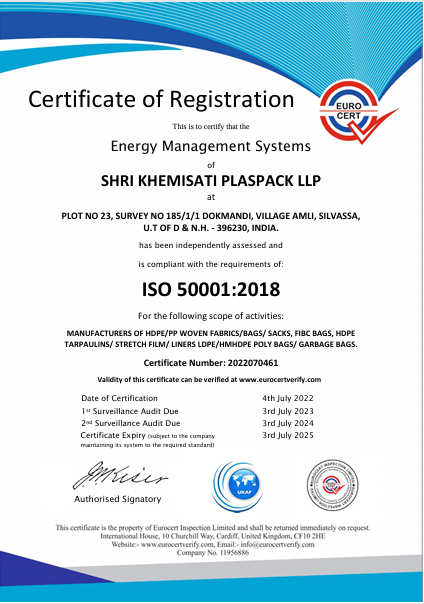 Certificate of Registration
EURO
CERT
This is to certify that the
Energy Management Systems
of
SHRI KHEMISATI PLASPACK LLP
at
PLOT NO 23, SURVEY NO 185/1/1 DOKMANDI, VILLAGE AMLI, SILVASSA,
U.T OF D & N.H. - 396230, INDIA.
has been independently assessed and
is compliant with the requirements of:
ISO 50001:2018
For the following scope of activities:
MANUFACTURERS OF HDPE/PP WOVEN FABRICS/BAGS/ SACKS, FIBC BAGS, HDPE
TARPAULINS/ STRETCH FILM/ LINERS LDPE/HMHDPE POLY BAGS/ GARBAGE BAGS.
Certificate Number: 2022070461
Validity of this certificate can be verified at www.eurocertverify.com
Date of Certification 4th July 2022
1st Surveillance Audit Due 3rd July 2023
2nd Surveillance Audit Due 3rd July 2024
Certificate Expiry (subject to the company 3rd July 2025
maintaining its system to the required standard)
UKAF
Authorised Signatory
This certificate is the property of Eurocert Inspection Limited and shall be returned immediately on request.
International House, 10 Churchill Way, Cardiff, United Kingdom, CF10 2HE
Website:- www.eurocertverify.com, Email:- info@eurocertverify.com
Company No. 11956886